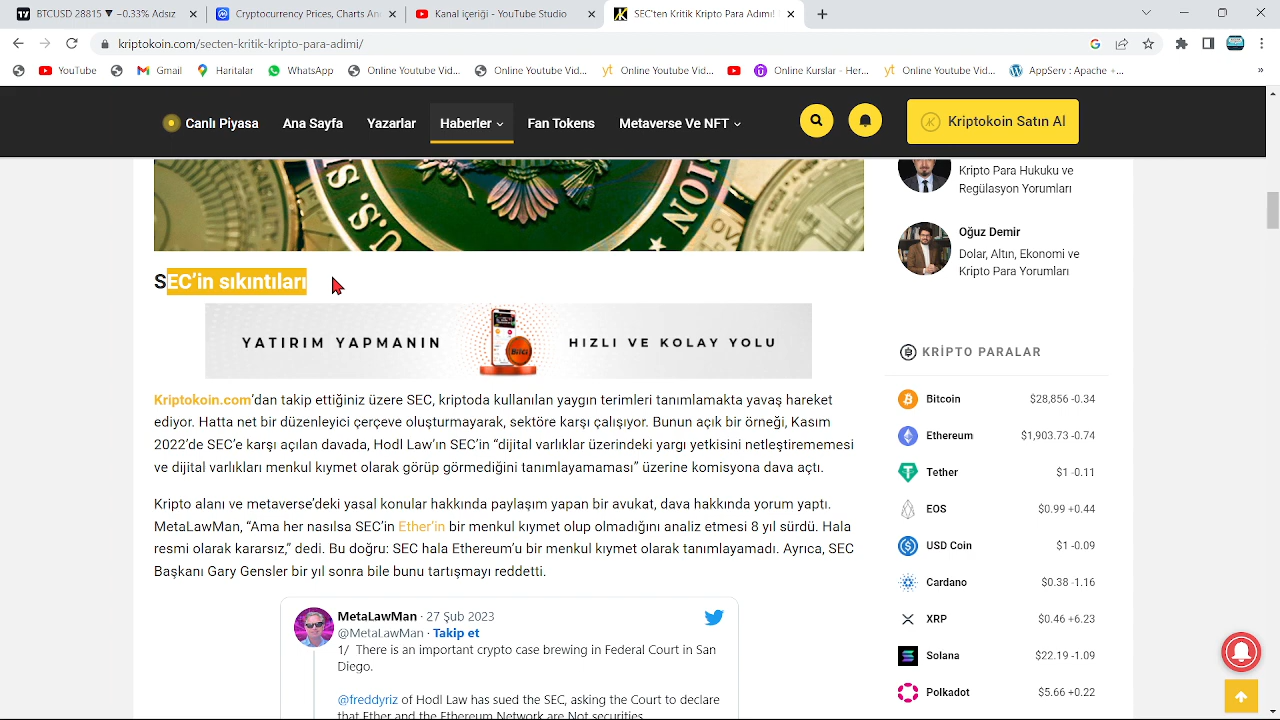 BTCUSD 28815 ▼ −0.33% Adsız
Cryptocurrency Prices, Charts An
Kanal içeriği - YouTube Studio
SEC'ten Kritik Kripto Para Adımı!
kriptokoin.com/secten-kritik-kripto-para-adimi/
YouTube
Gmail
Haritalar
WhatsApp
Online Youtube Vid...
Online Youtube Vid...
Online Youtube Vid...
Online Kurslar - Her...
Online Youtube Vid...
AppServ : Apache +...
»
Canlı Piyasa
Ana Sayfa
Yazarlar
Haberler
Fan Tokens
Metaverse Ve NFT
Kriptokoin Satın Al
U.S.
NOI
Kripto Para Hukuku ve
Regülasyon Yorumları
Oğuz Demir
Dolar, Altın, Ekonomi ve
Kripto Para Yorumları
SEC’in sıkıntıları
YATIRIM YAPMANIN
Bitci
HIZLI VE KOLAY YOLU
Kriptokoin.com’dan takip ettiğiniz üzere SEC, kriptoda kullanılan yaygın terimleri tanımlamakta yavaş hareket
ediyor. Hatta net bir düzenleyici çerçeve oluşturmayarak, sektöre karşı çalışıyor. Bunun açık bir örneği, Kasım
2022’de SEC’e karşı açılan davada, Hodl Law’ın SEC’in “dijital varlıklar üzerindeki yargı yetkisini netleştirememesi
ve dijital varlıkları menkul kıymet olarak görüp görmediğini tanımlayamaması” üzerine komisyona dava açtı.
Kripto alanı ve metaverse’deki yasal konular hakkında paylaşım yapan bir avukat, dava hakkında yorum yaptı.
MetaLawMan, “Ama her nasılsa SEC’in Ether’in bir menkul kıymet olup olmadığını analiz etmesi 8 yıl sürdü. Hala
resmi olarak kararsız,” dedi. Bu doğru: SEC hala Ethereum’u bir menkul kıymet olarak tanımlayamadı. Ayrıca, SEC
Başkanı Gary Gensler bir yıl sonra bile bunu tartışmayı reddetti.
MetaLawMan · 27 Şub 2023
@MetaLawMan · Takip et
1/ There is an important crypto case brewing in Federal Court in San
Diego.
@freddyriz of Hodl Law has sued the SEC, asking the Court to declare
that Ether and the Ethereum Network are Not securities
KRİPTO PARALAR
Bitcoin $28,856 -0.34
Ethereum $1,903.73 -0.74
Tether $1 -0.11
EOS $0.99 +0.44
USD Coin $1 -0.09
Cardano $0.38 -1.16
XRP $0.46 +6.23
Solana $22.19 -1.09
Polkadot $5.66 +0.22